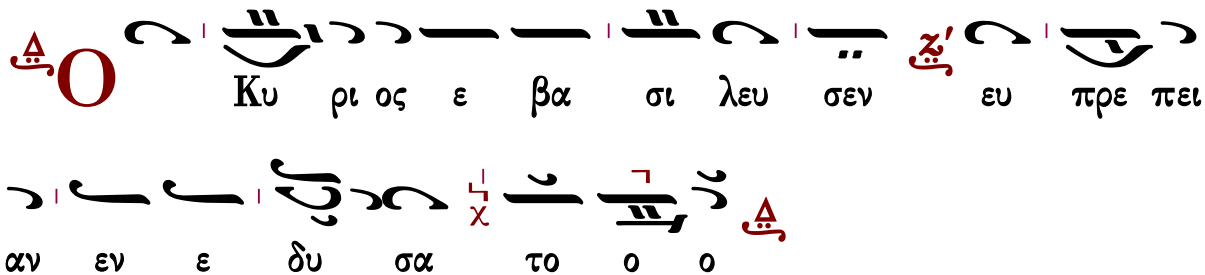 Ο Κυ ρι ος ε βα σι λευ σεν ευ πρε πει
αν εν ε δυ σα το ο ο